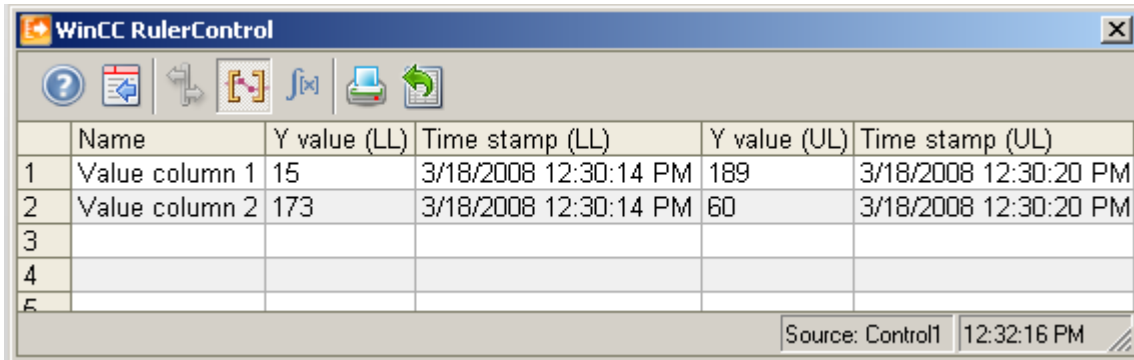 WinCC RulerControl
Name Y value (LL) Time stamp (LL) Y value (UL) Time stamp (UL)
1 Value column 1 15 3/18/2008 12:30:14 PM 189 3/18/2008 12:30:20 PM
2 Value column 2 173 3/18/2008 12:30:14 PM 60 3/18/2008 12:30:20 PM
3
4
5
Source: Control1 12:32:16 PM